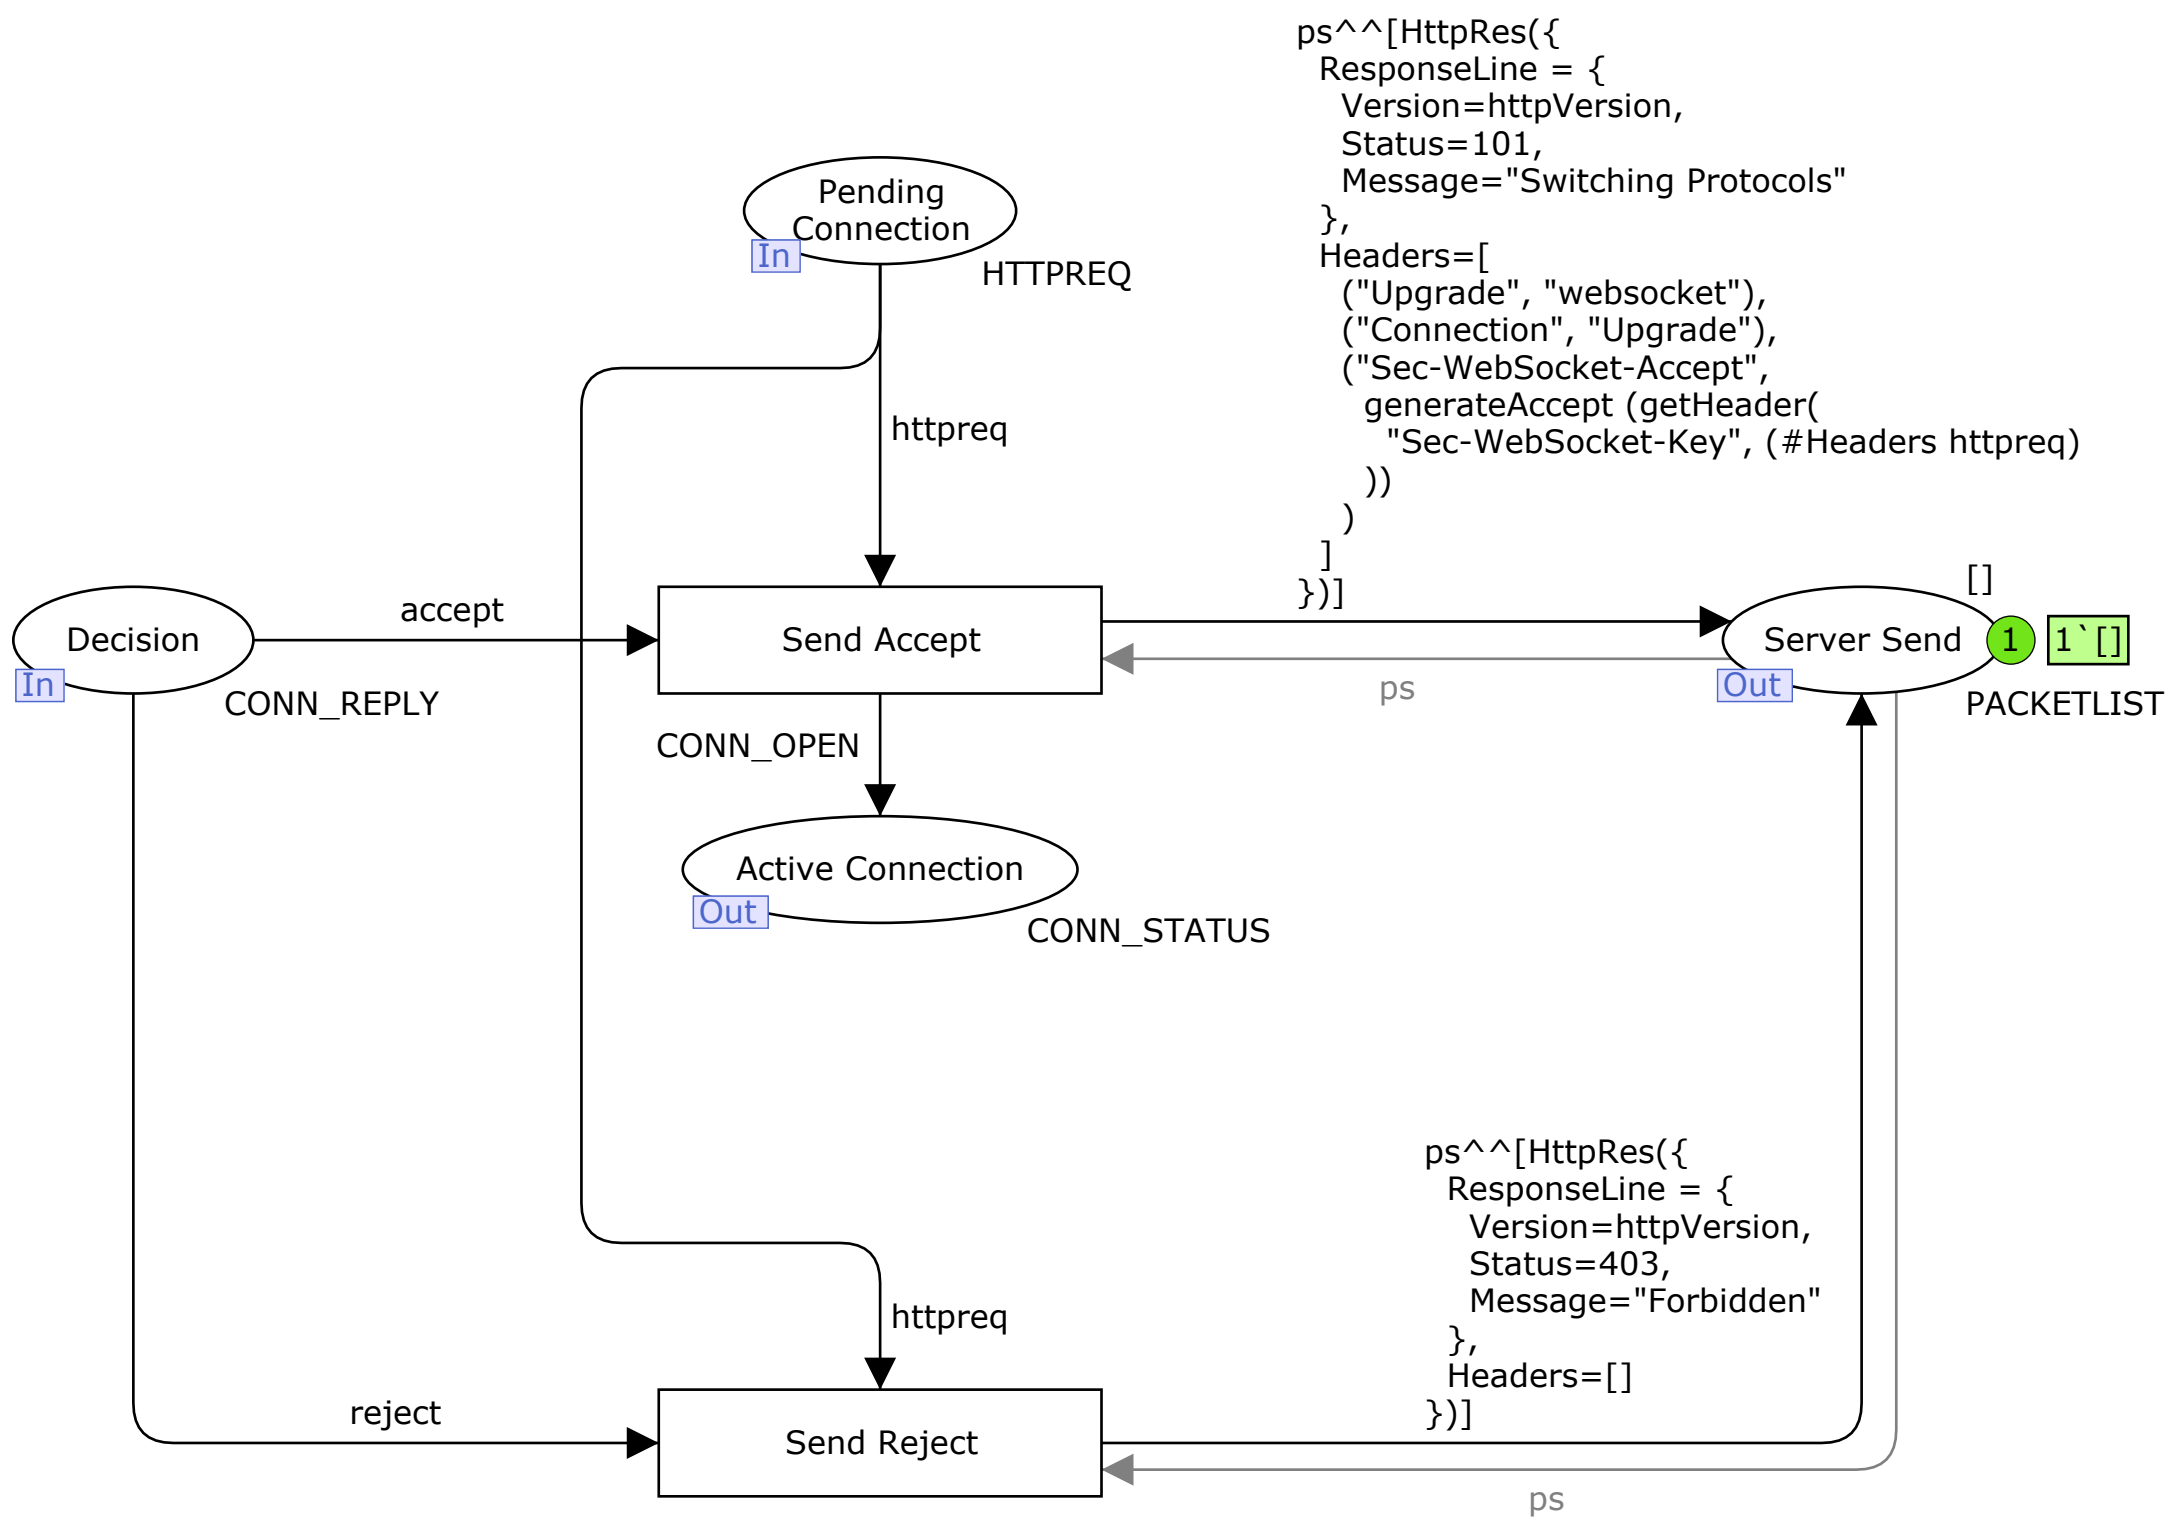 ps^^[HttpRes({
ResponseLine = {
Version=httpVersion,
Status=101,
Message="Switching Protocols"
},
Headers=[
("Upgrade", "websocket"),
("Connection", "Upgrade"),
("Sec-WebSocket-Accept",
generateAccept (getHeader(
"Sec-WebSocket-Key", (#Headers httpreq)
))
)
]
})]
Pending
Connection
In
HTTPREQ
httpreq
Decision
In
CONN_REPLY
accept
Send Accept
ps
[]
Server Send
1
1`[]
Out
PACKETLIST
CONN_OPEN
Active Connection
Out
CONN_STATUS
ps^^[HttpRes({
ResponseLine = {
Version=httpVersion,
Status=403,
Message="Forbidden"
},
Headers=[]
})]
httpreq
reject
Send Reject
ps